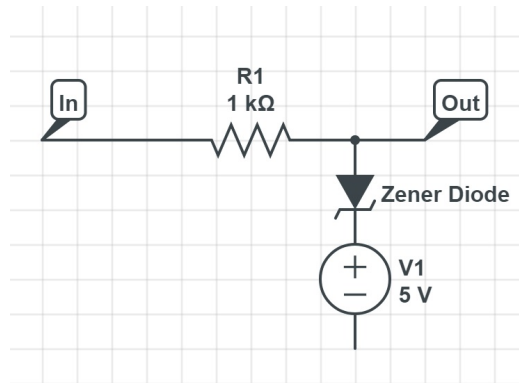 R1
In
1 kΩ
Out
Zener Diode
+
V1
−
5 V